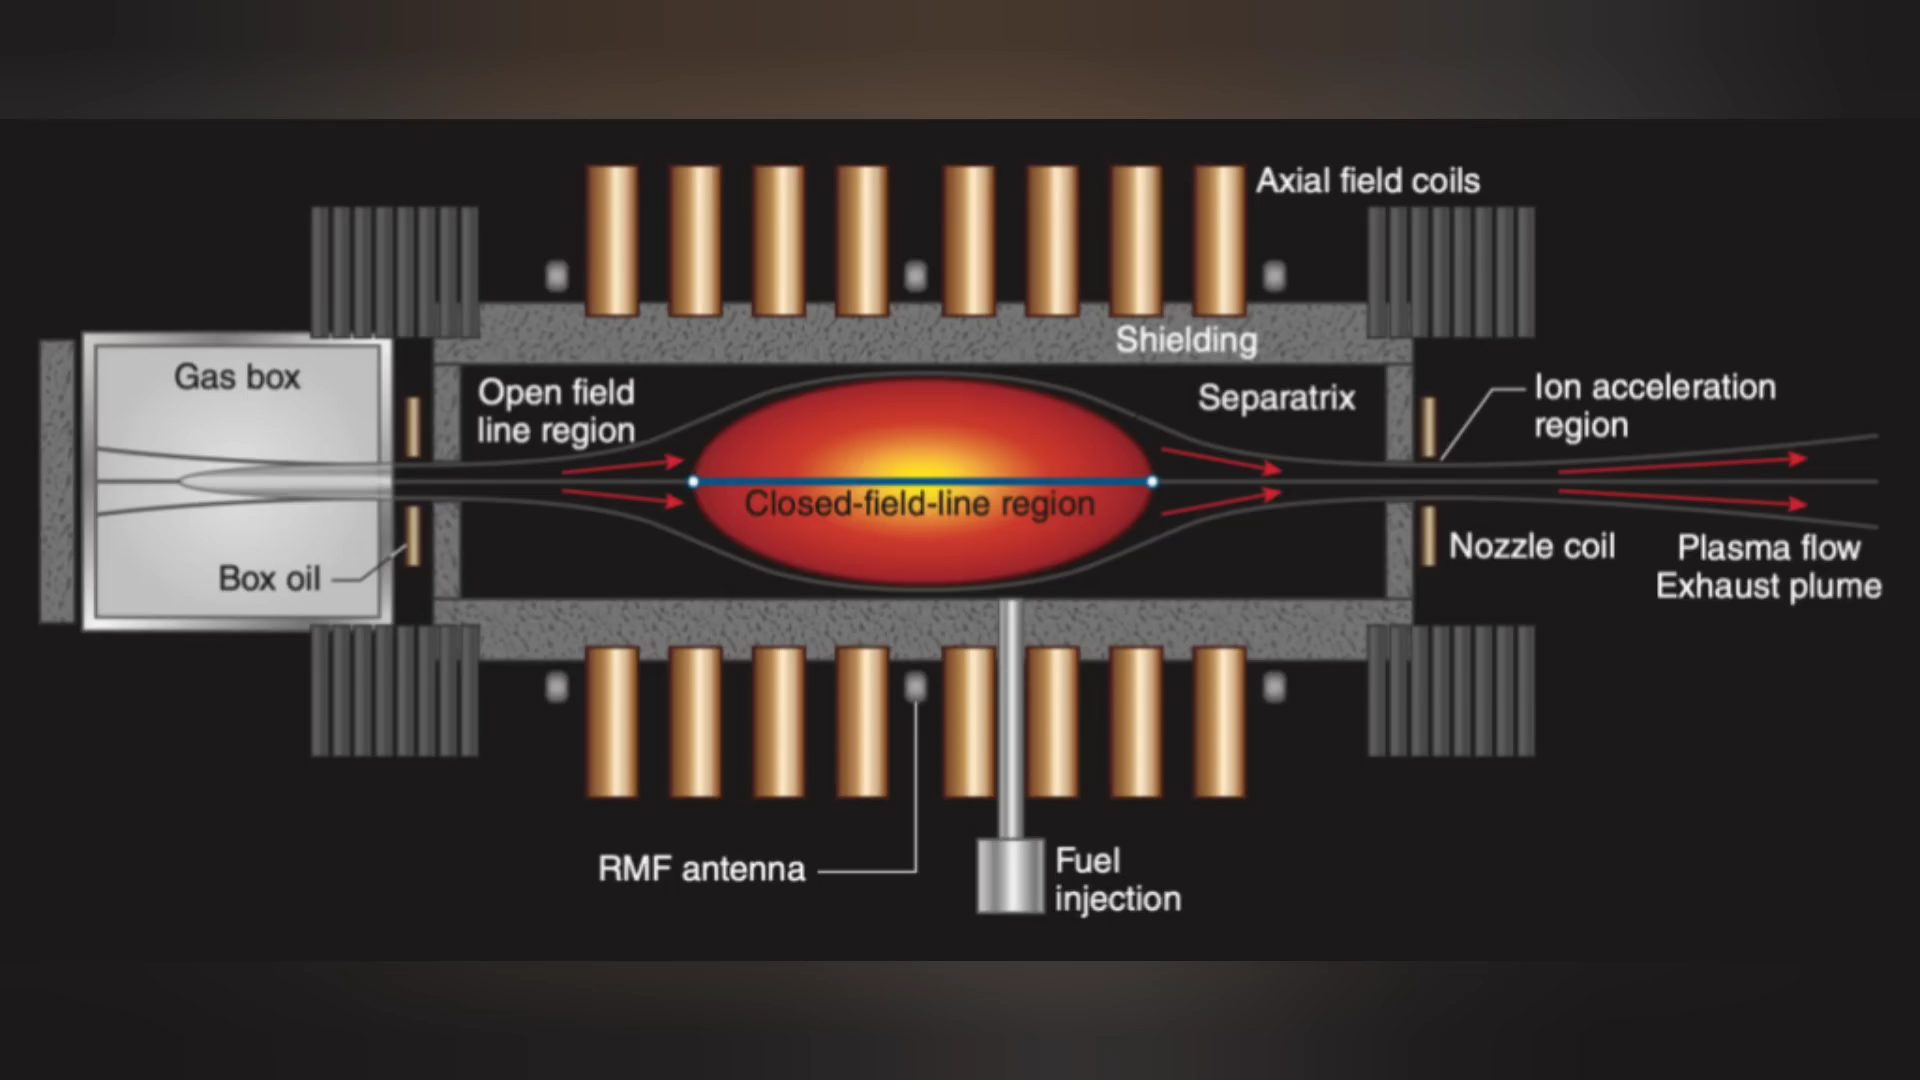 Axial field coils
Shielding
Gas box
Open field
line region
Separatrix
Ion acceleration
region
Closed-field-line region
Box oil
Nozzle coil
Plasma flow
Exhaust plume
RMF antenna
Fuel
injection